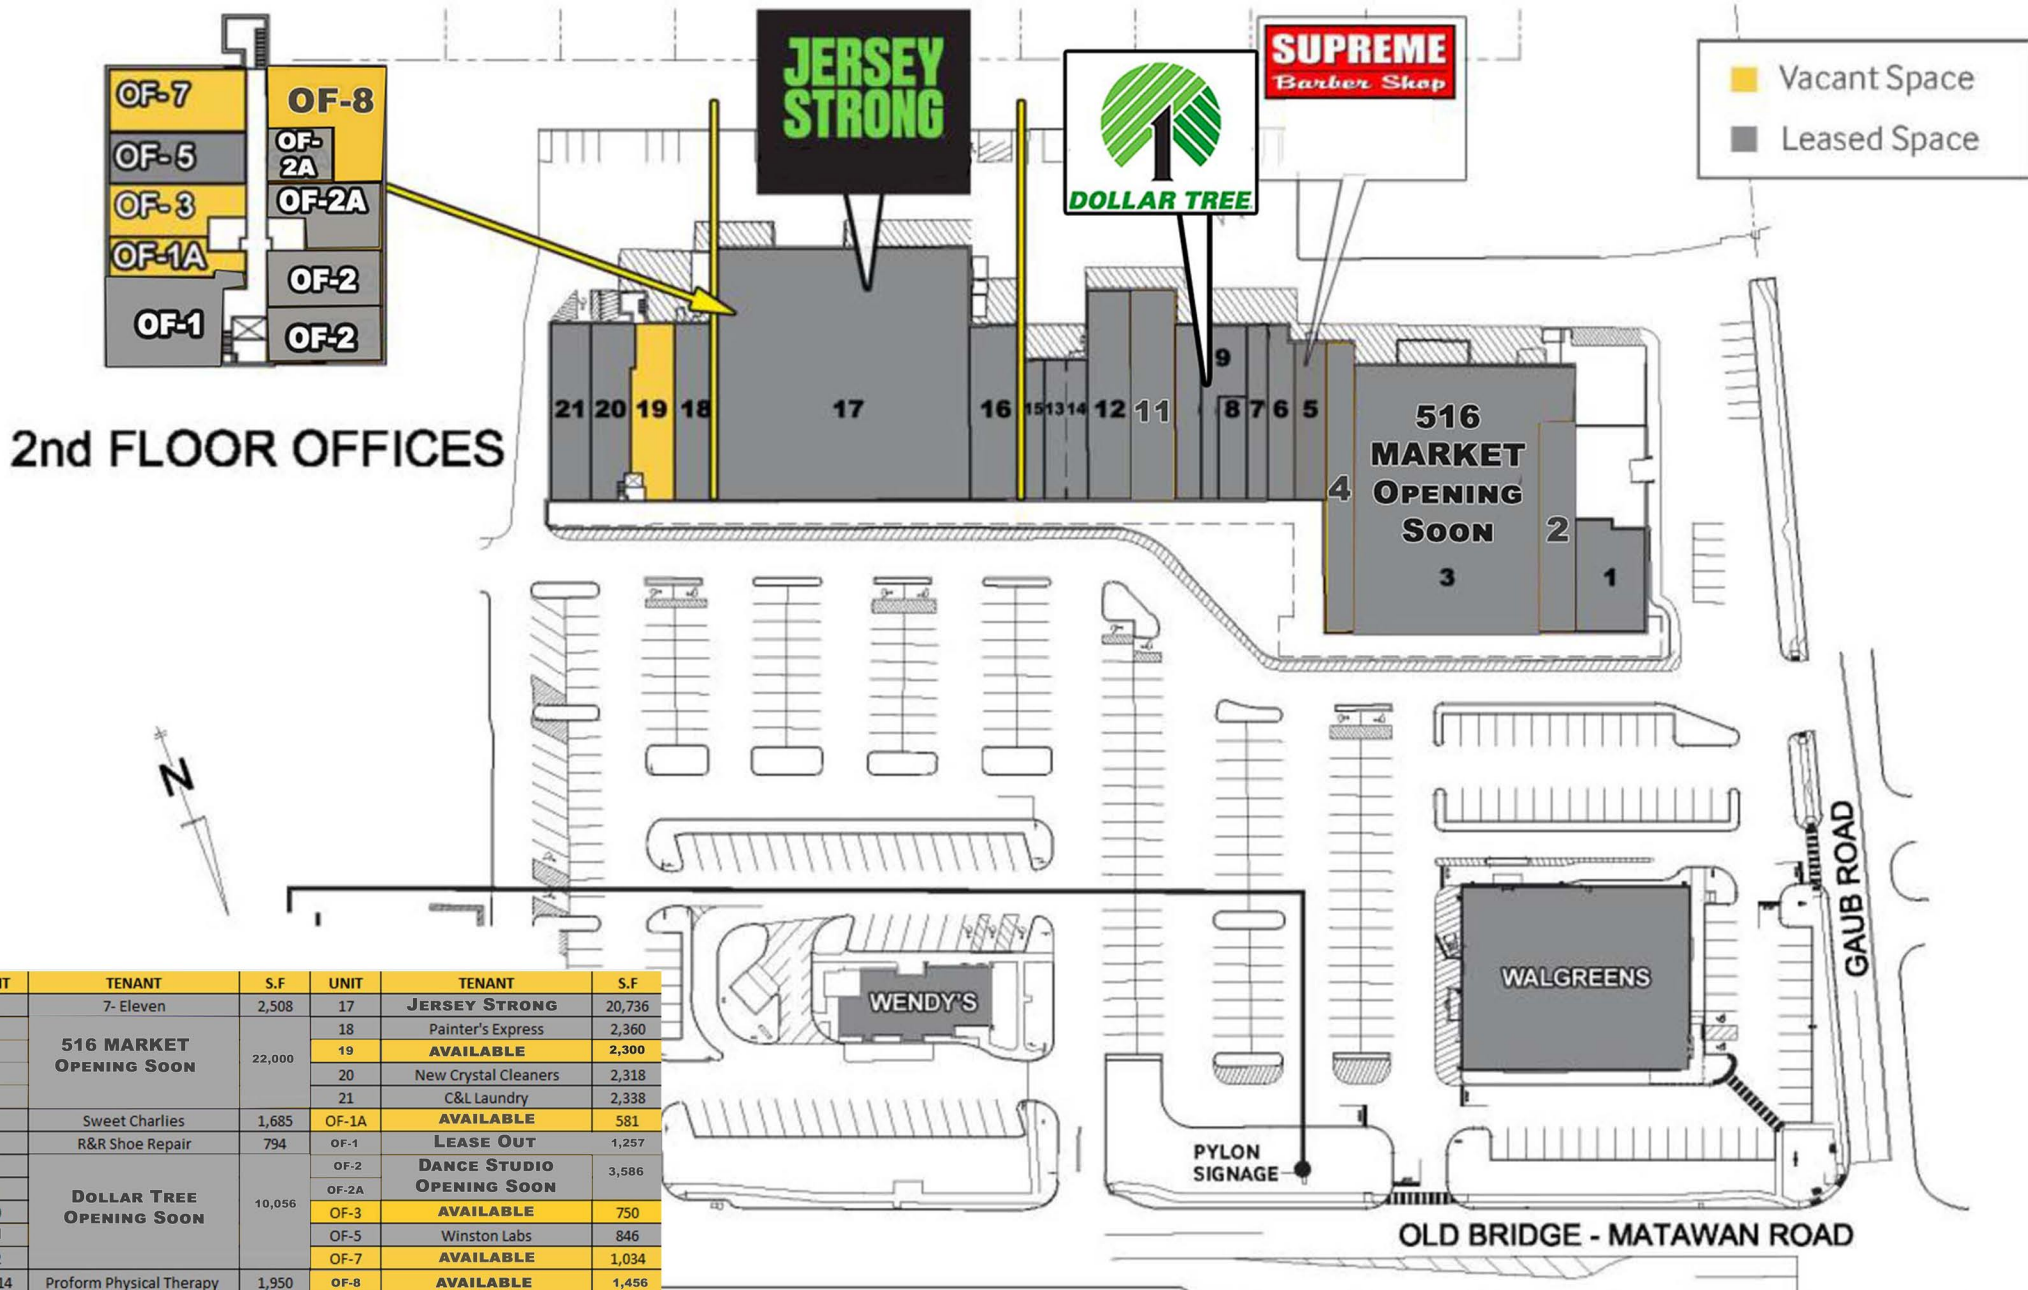 JERSEY
STRONG
DOLLAR TREE
SUPREME
Barber Shop
Vacant Space
Leased Space
OF-7
OF-8
OF-5
OF-2A
OF-3
OF-2A
OF-1A
OF-2
OF-1
OF-2
2nd FLOOR OFFICES
21
20
19
18
17
16
15
13
14
12
11
9
8
7
6
5
4
516
MARKET
OPENING
SOON
3
2
1
N
WENDY'S
WALGREENS
GAUB ROAD
PYLON
SIGNAGE
OLD BRIDGE - MATAWAN ROAD
TENANT S.F UNIT TENANT S.F
7- Eleven 2,508 17 JERSEY STRONG 20,736
18 Painter's Express 2,360
516 MARKET
OPENING SOON 22,000
19 AVAILABLE 2,300
20 New Crystal Cleaners 2,318
21 C&L Laundry 2,338
Sweet Charlies 1,685 OF-1A AVAILABLE 581
R&R Shoe Repair 794 OF-1 LEASE OUT 1,257
OF-2 DANCE STUDIO 3,586
OF-2A OPENING SOON
DOLLAR TREE
OPENING SOON 10,056
OF-3 AVAILABLE 750
OF-5 Winston Labs 846
OF-7 AVAILABLE 1,034
14 Proform Physical Therapy 1,950 OF-8 AVAILABLE 1,456